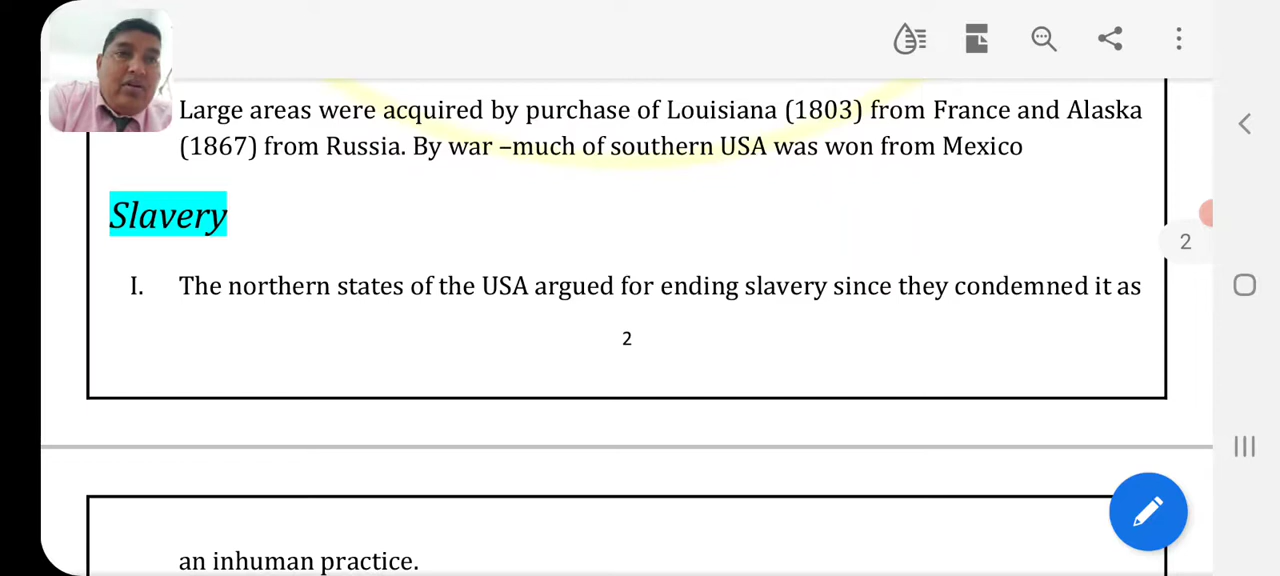 Large areas were acquired by purchase of Louisiana (1803) from France and Alaska
(1867) from Russia. By war –much of southern USA was won from Mexico
Slavery
2
I. The northern states of the USA argued for ending slavery since they condemned it as
2
an inhuman practice.